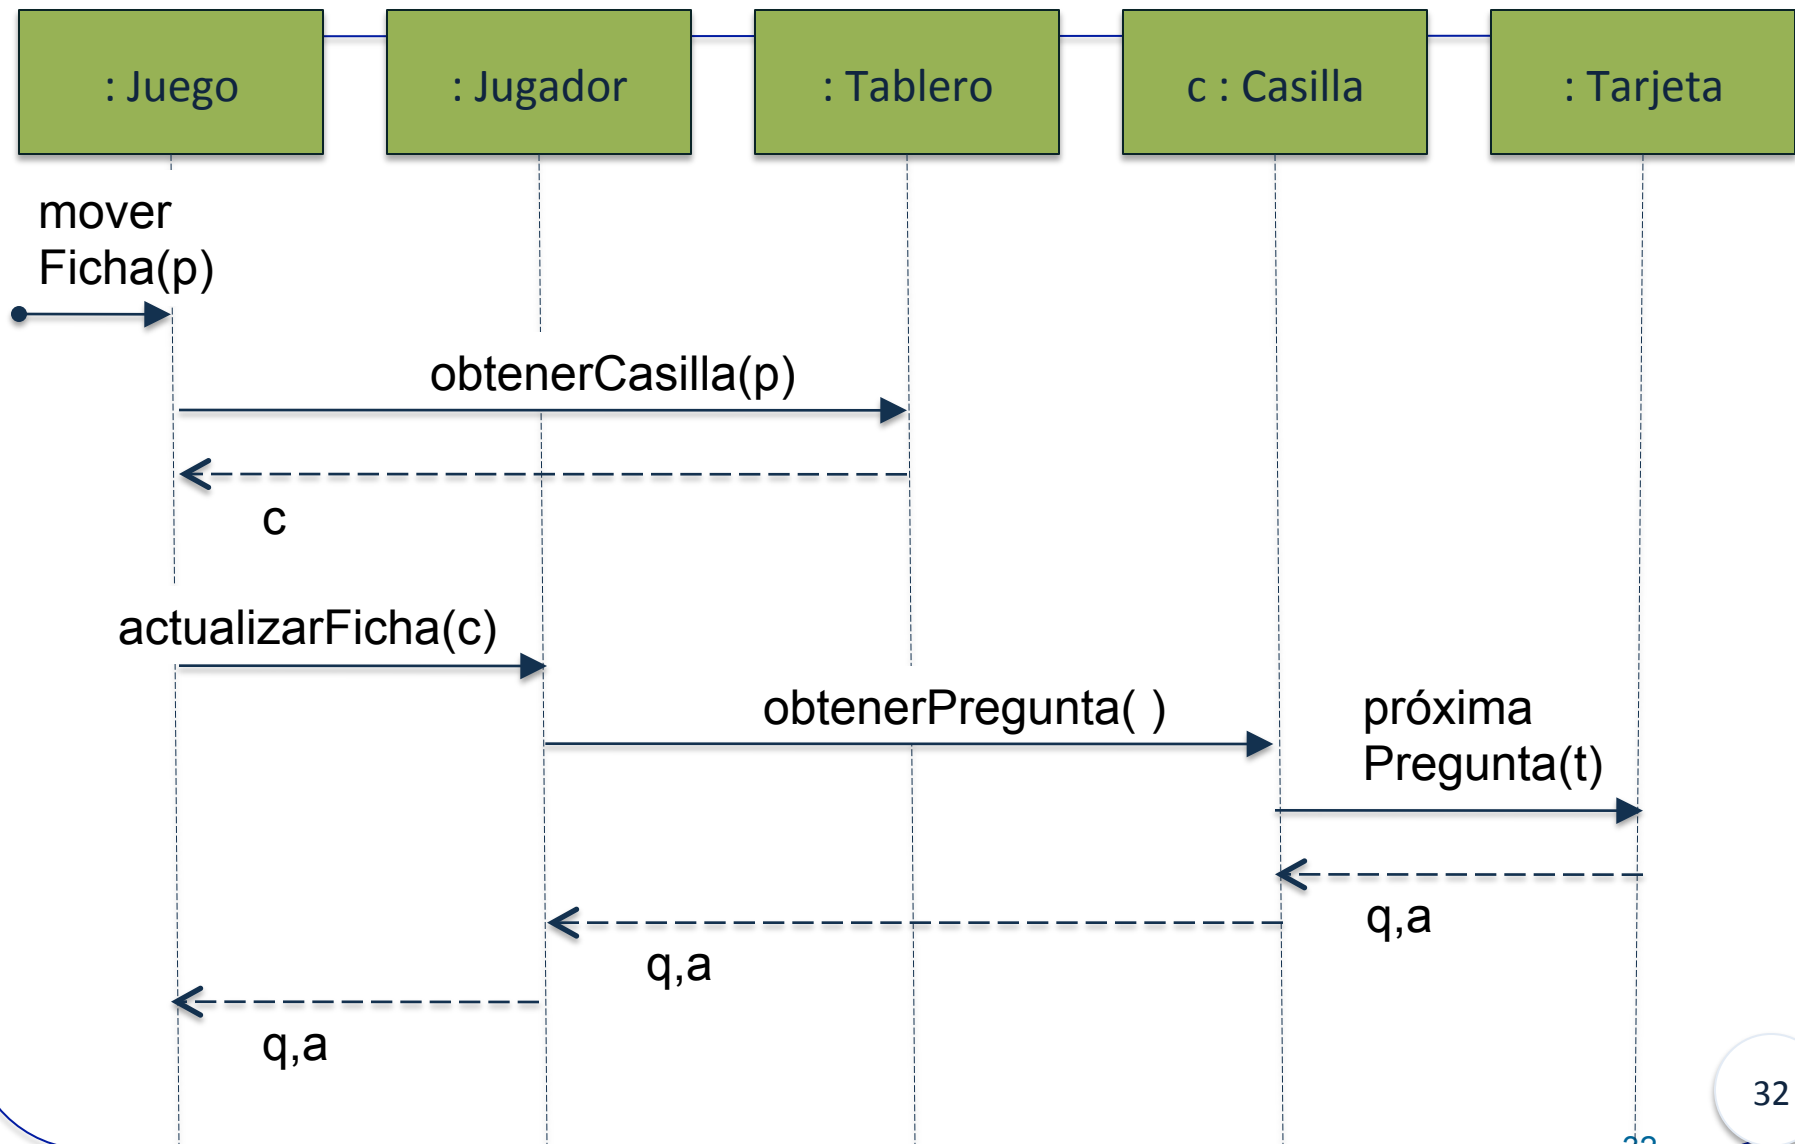 : Juego
: Jugador
: Tablero
c : Casilla
: Tarjeta
mover
Ficha(p)
obtenerCasilla(p)
c
actualizarFicha(c)
obtenerPregunta( )
próxima
Pregunta(t)
q,a
q,a
q,a
32